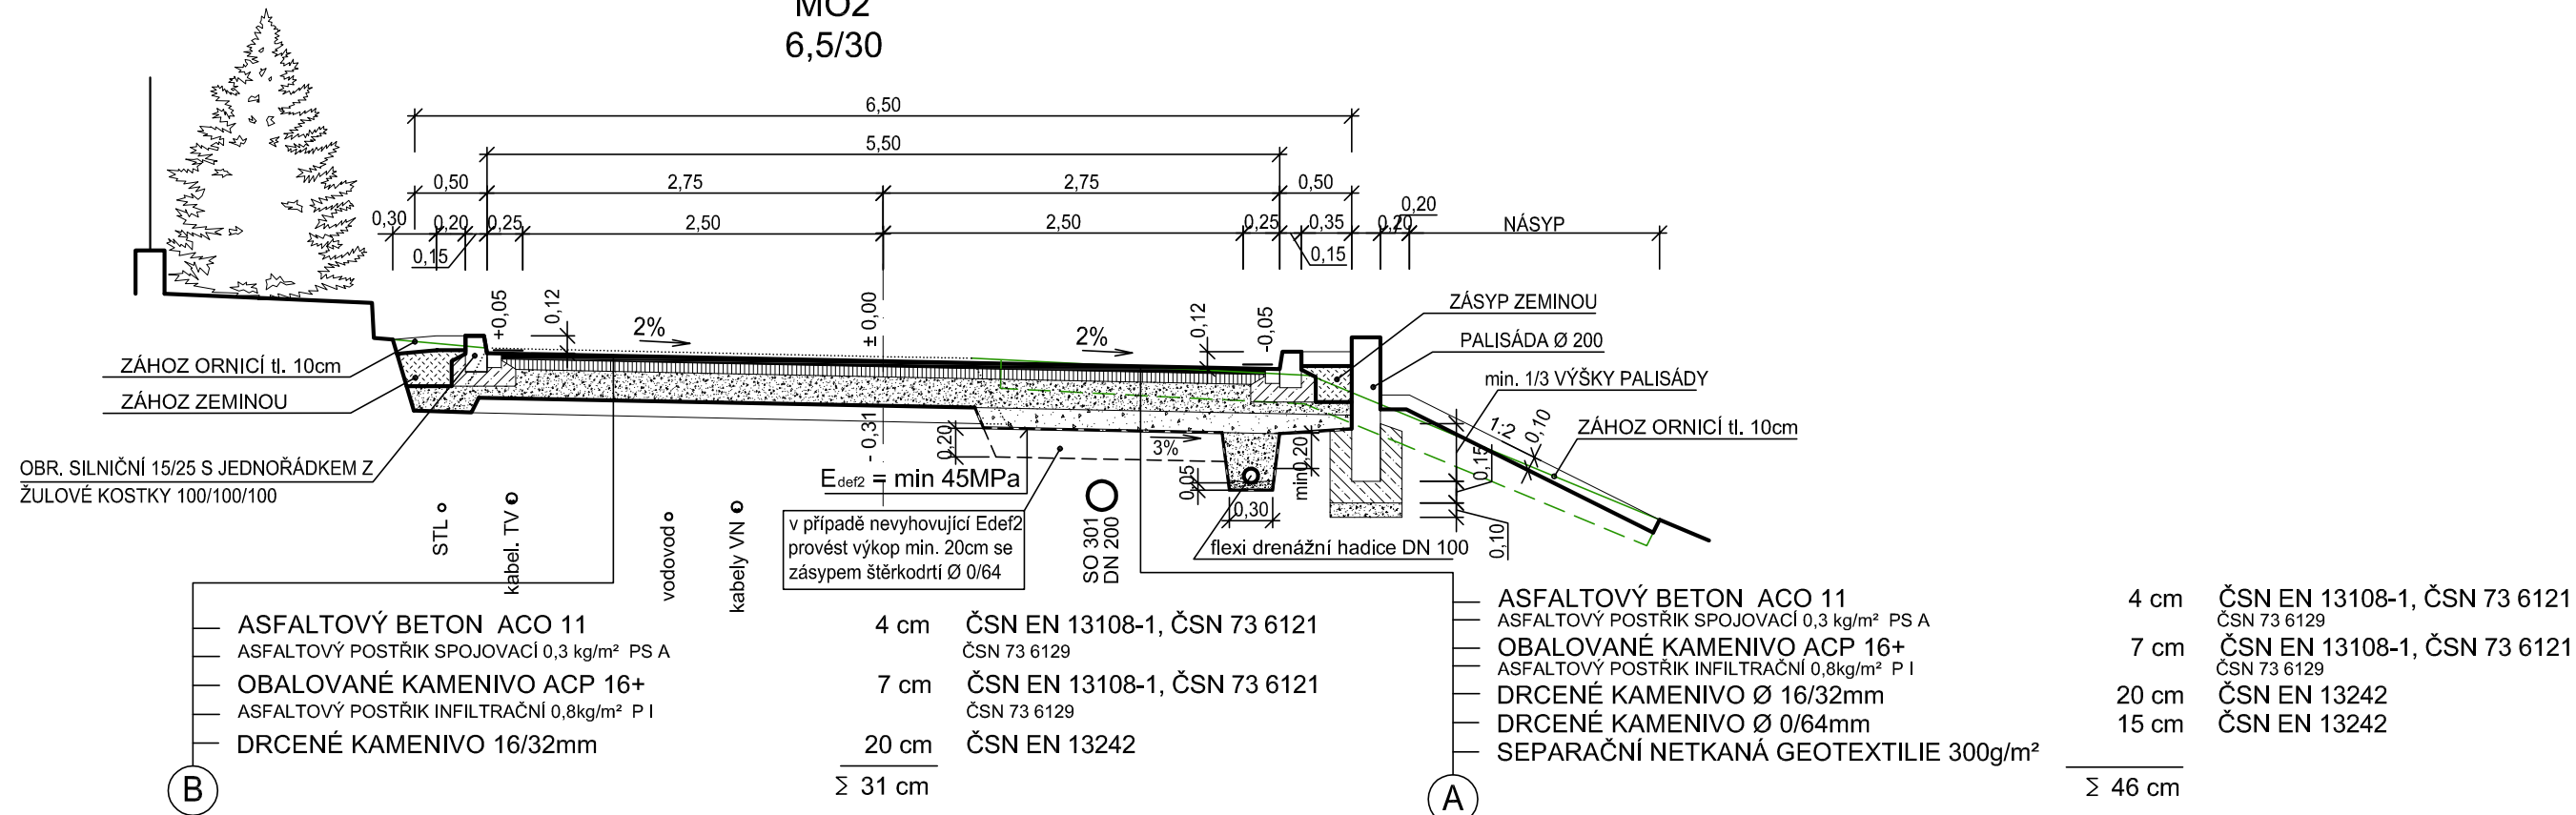 MO2
6,5/30
6,50
5,50
0,50 2,75 2,75 0,50
0,30 0,20 0,25 2,50 2,50 0,25 0,35 0,20 0,20 NÁSYP
0,15 0,15
+0,05 0,12 ± 0,00 0,12 -0,05
2% 2%
ZÁSYP ZEMINOU
PALISÁDA Ø 200
min. 1/3 VÝŠKY PALISÁDY
ZÁHOZ ORNICÍ tl. 10cm
ZÁHOZ ZEMINOU
1:2 0,10
ZÁHOZ ORNICÍ tl. 10cm
OBR. SILNIČNÍ 15/25 S JEDNOŘÁDKEM Z
ŽULOVÉ KOSTKY 100/100/100
- 0,31 0,20 3% 0,05 min0,20 0,15
Edef2 = min 45MPa
0,30
0,10
v případě nevyhovující Edef2
provést výkop min. 20cm se
zásypem štěrkodrtí Ø 0/64
flexi drenážní hadice DN 100
STL
kabel. TV
vodovod
kabely VN
SO 301
DN 200
ASFALTOVÝ BETON ACO 11 4 cm ČSN EN 13108-1, ČSN 73 6121
ASFALTOVÝ POSTŘIK SPOJOVACÍ 0,3 kg/m² PS A ČSN 73 6129
OBALOVANÉ KAMENIVO ACP 16+ 7 cm ČSN EN 13108-1, ČSN 73 6121
ASFALTOVÝ POSTŘIK INFILTRAČNÍ 0,8kg/m² P I ČSN 73 6129
DRCENÉ KAMENIVO 16/32mm 20 cm ČSN EN 13242
Σ 31 cm
B
ASFALTOVÝ BETON ACO 11 4 cm ČSN EN 13108-1, ČSN 73 6121
ASFALTOVÝ POSTŘIK SPOJOVACÍ 0,3 kg/m² PS A ČSN 73 6129
OBALOVANÉ KAMENIVO ACP 16+ 7 cm ČSN EN 13108-1, ČSN 73 6121
ASFALTOVÝ POSTŘIK INFILTRAČNÍ 0,8kg/m² P I ČSN 73 6129
DRCENÉ KAMENIVO Ø 16/32mm 20 cm ČSN EN 13242
DRCENÉ KAMENIVO Ø 0/64mm 15 cm ČSN EN 13242
SEPARAČNÍ NETKANÁ GEOTEXTILIE 300g/m²
Σ 46 cm
A